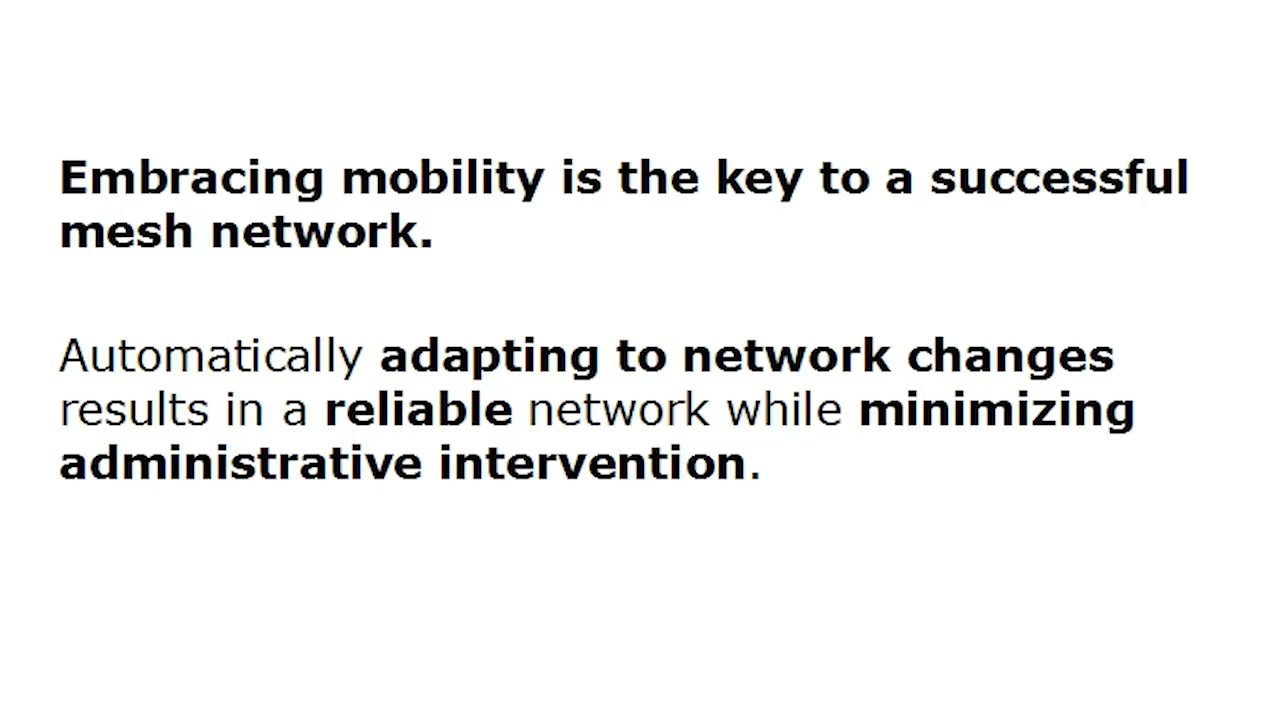 Embracing mobility is the key to a successful
mesh network.
Automatically adapting to network changes
results in a reliable network while minimizing
administrative intervention.